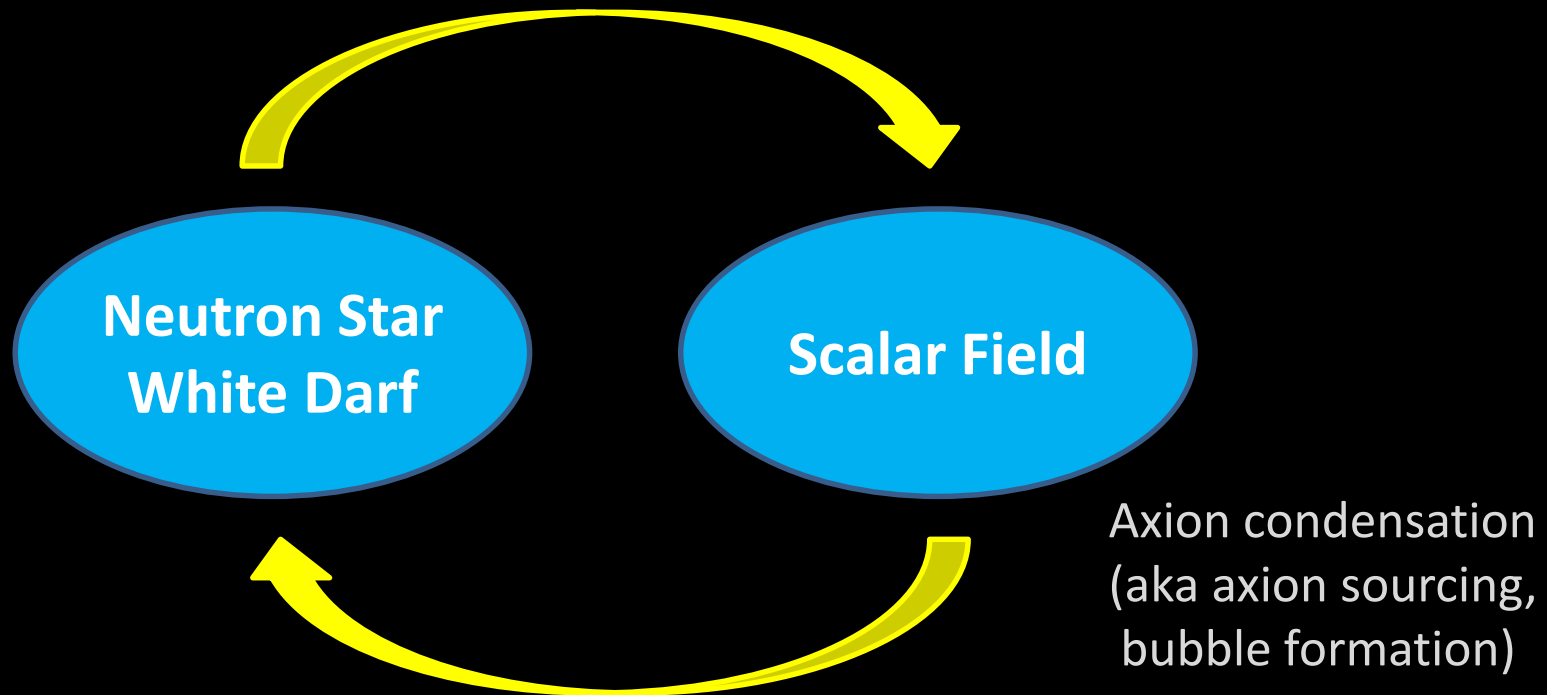 Neutron Star
White Darf
Scalar Field
Axion condensation
(aka axion sourcing,
bubble formation)